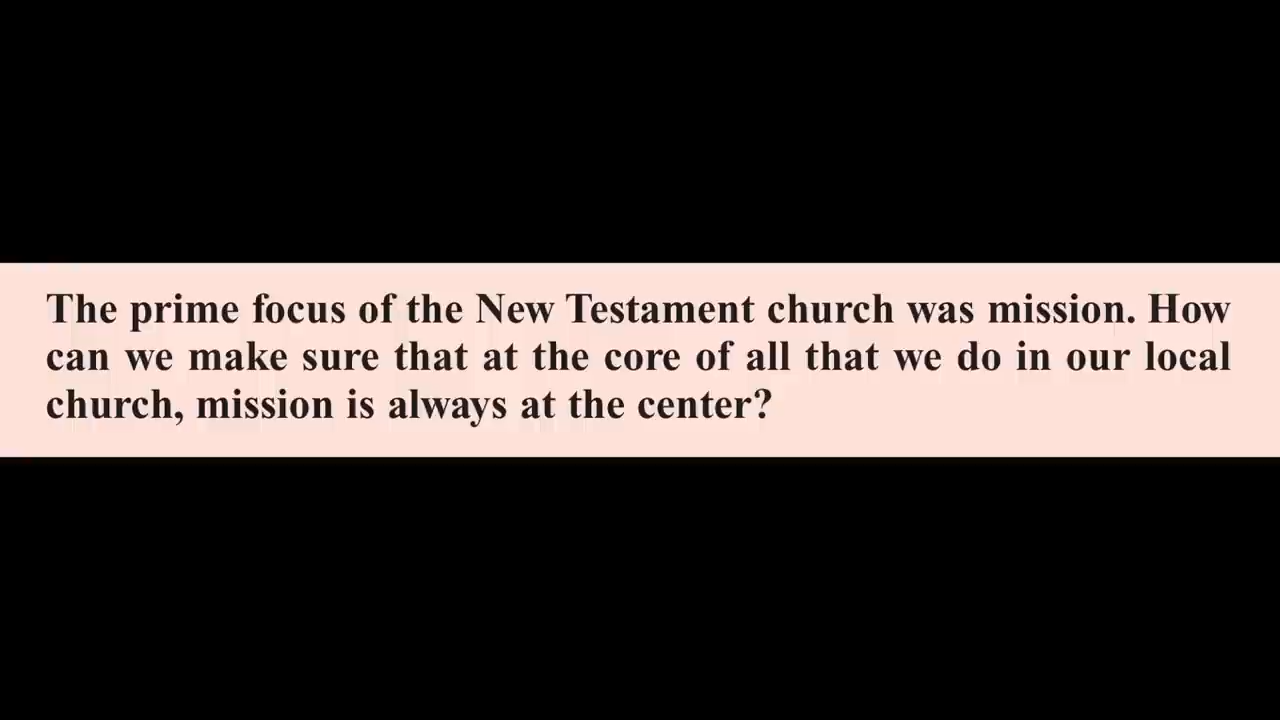 The prime focus of the New Testament church was mission. How
can we make sure that at the core of all that we do in our local
church, mission is always at the center?